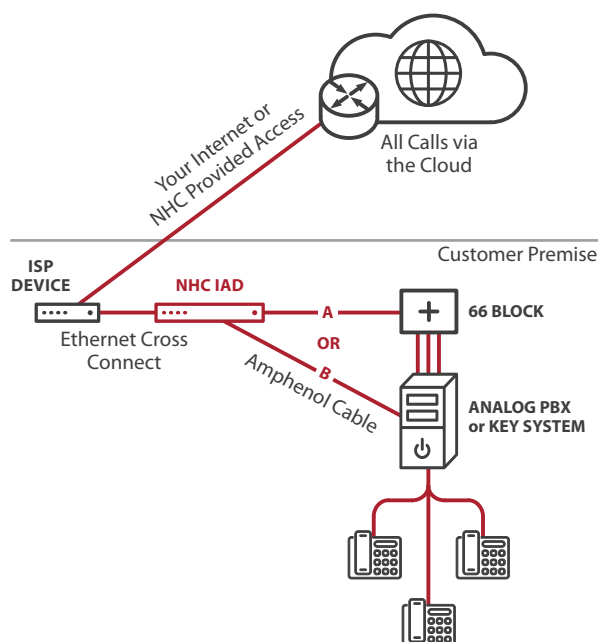 Your Internet or
NHC Provided Access
All Calls via
the Cloud
Customer Premise
ISP
DEVICE
NHC IAD
A
66 BLOCK
Ethernet Cross
Connect
OR
B
Amphenol Cable
ANALOG PBX
or KEY SYSTEM